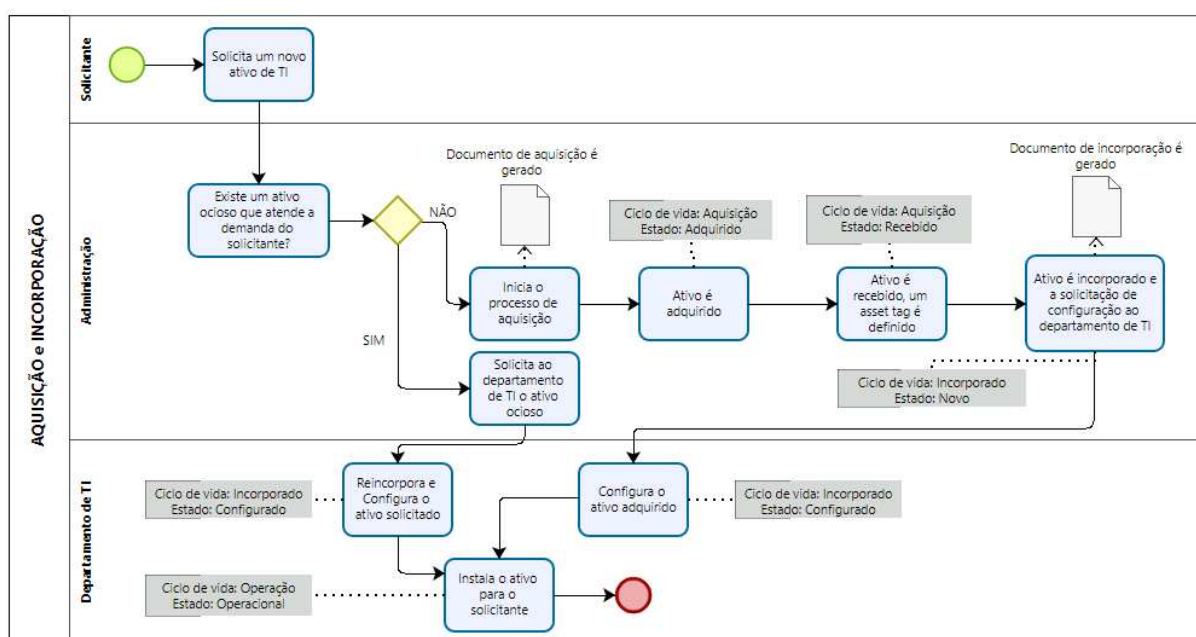 AQUISIÇÃO e INCORPORAÇÃO
Solicitante
Solicita um novo
ativo de TI
Administração
Existe um ativo
ocioso que atende a
demanda do
solicitante?
NÃO
SIM
Documento de aquisição é
gerado
Inicia o
processo de
aquisição
Ciclo de vida: Aquisição
Estado: Adquirido
Ativo é
adquirido
Ciclo de vida: Aquisição
Estado: Recebido
Ativo é
recebido, um
asset tag é
definido
Documento de incorporação é
gerado
Ativo é incorporado e
a solicitação de
configuração ao
departamento de TI
Ciclo de vida: Incorporado
Estado: Novo
Solicita ao
departamento
de TI o ativo
ocioso
Departamento de TI
Ciclo de vida: Incorporado
Estado: Configurado
Reincorpora e
Configura o
ativo solicitado
Configura o
ativo adquirido
Ciclo de vida: Incorporado
Estado: Configurado
Ciclo de vida: Operação
Estado: Operacional
Instala o ativo
para o
solicitante